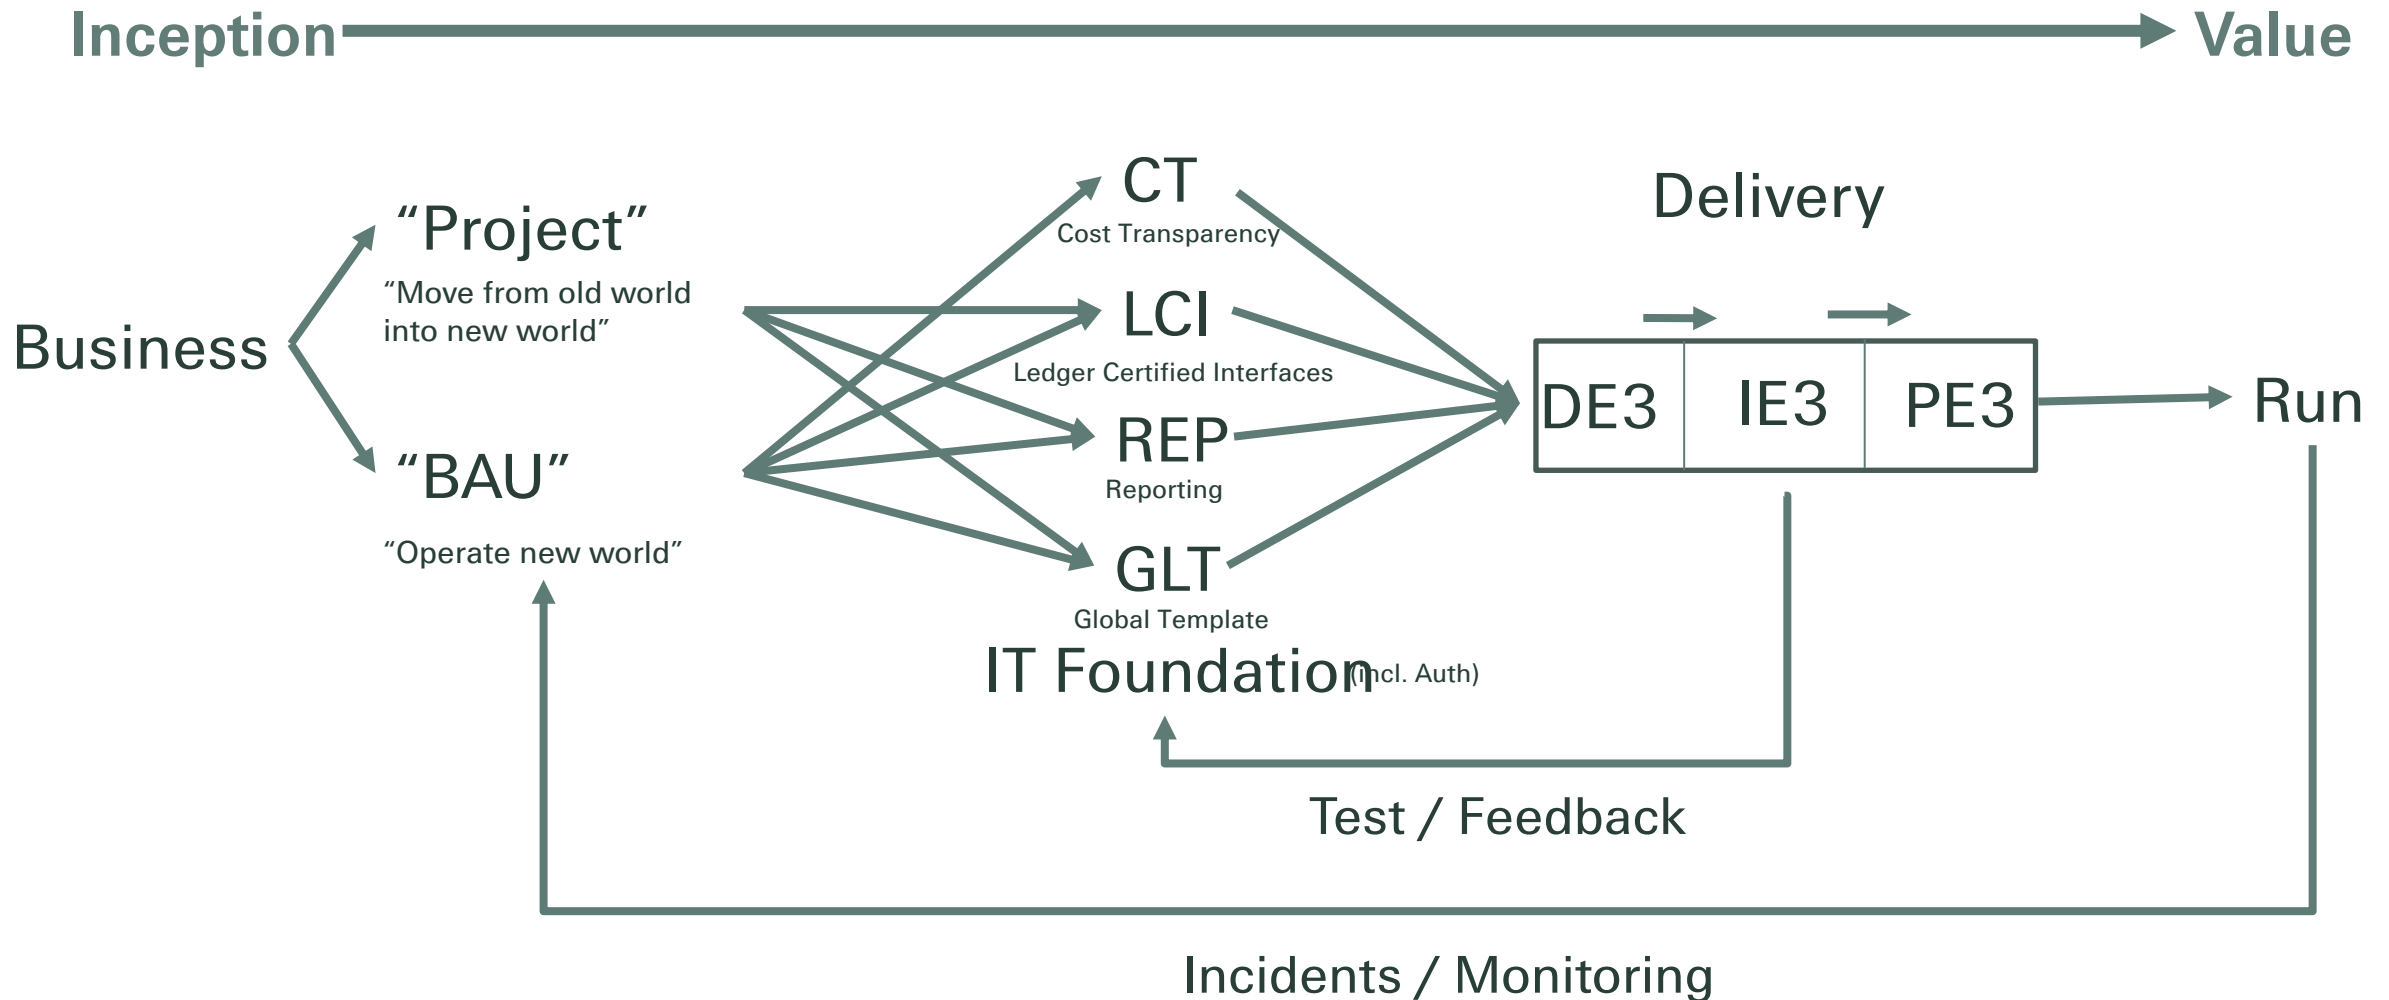 Inception
Value
Business
“Project”
“Move from old world
into new world”
“BAU”
“Operate new world”
CT
Cost Transparency
LCI
Ledger Certified Interfaces
REP
Reporting
GLT
Global Template
IT Foundation (incl. Auth)
Delivery
DE3
IE3
PE3
Run
Test / Feedback
Incidents / Monitoring